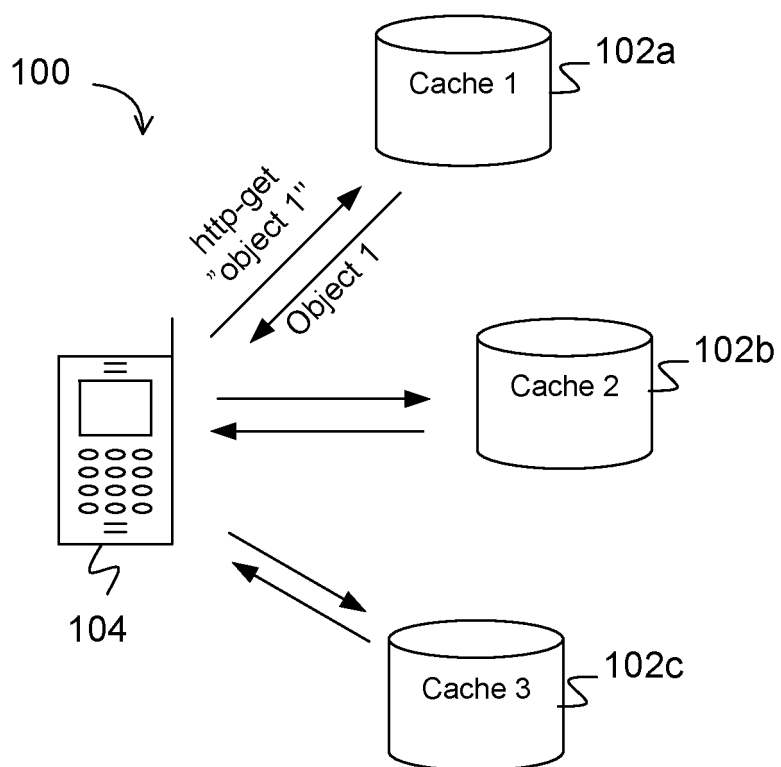 100
Cache 1
102a
http-get
”object 1"
Object 1
Cache 2
102b
104
Cache 3
102c